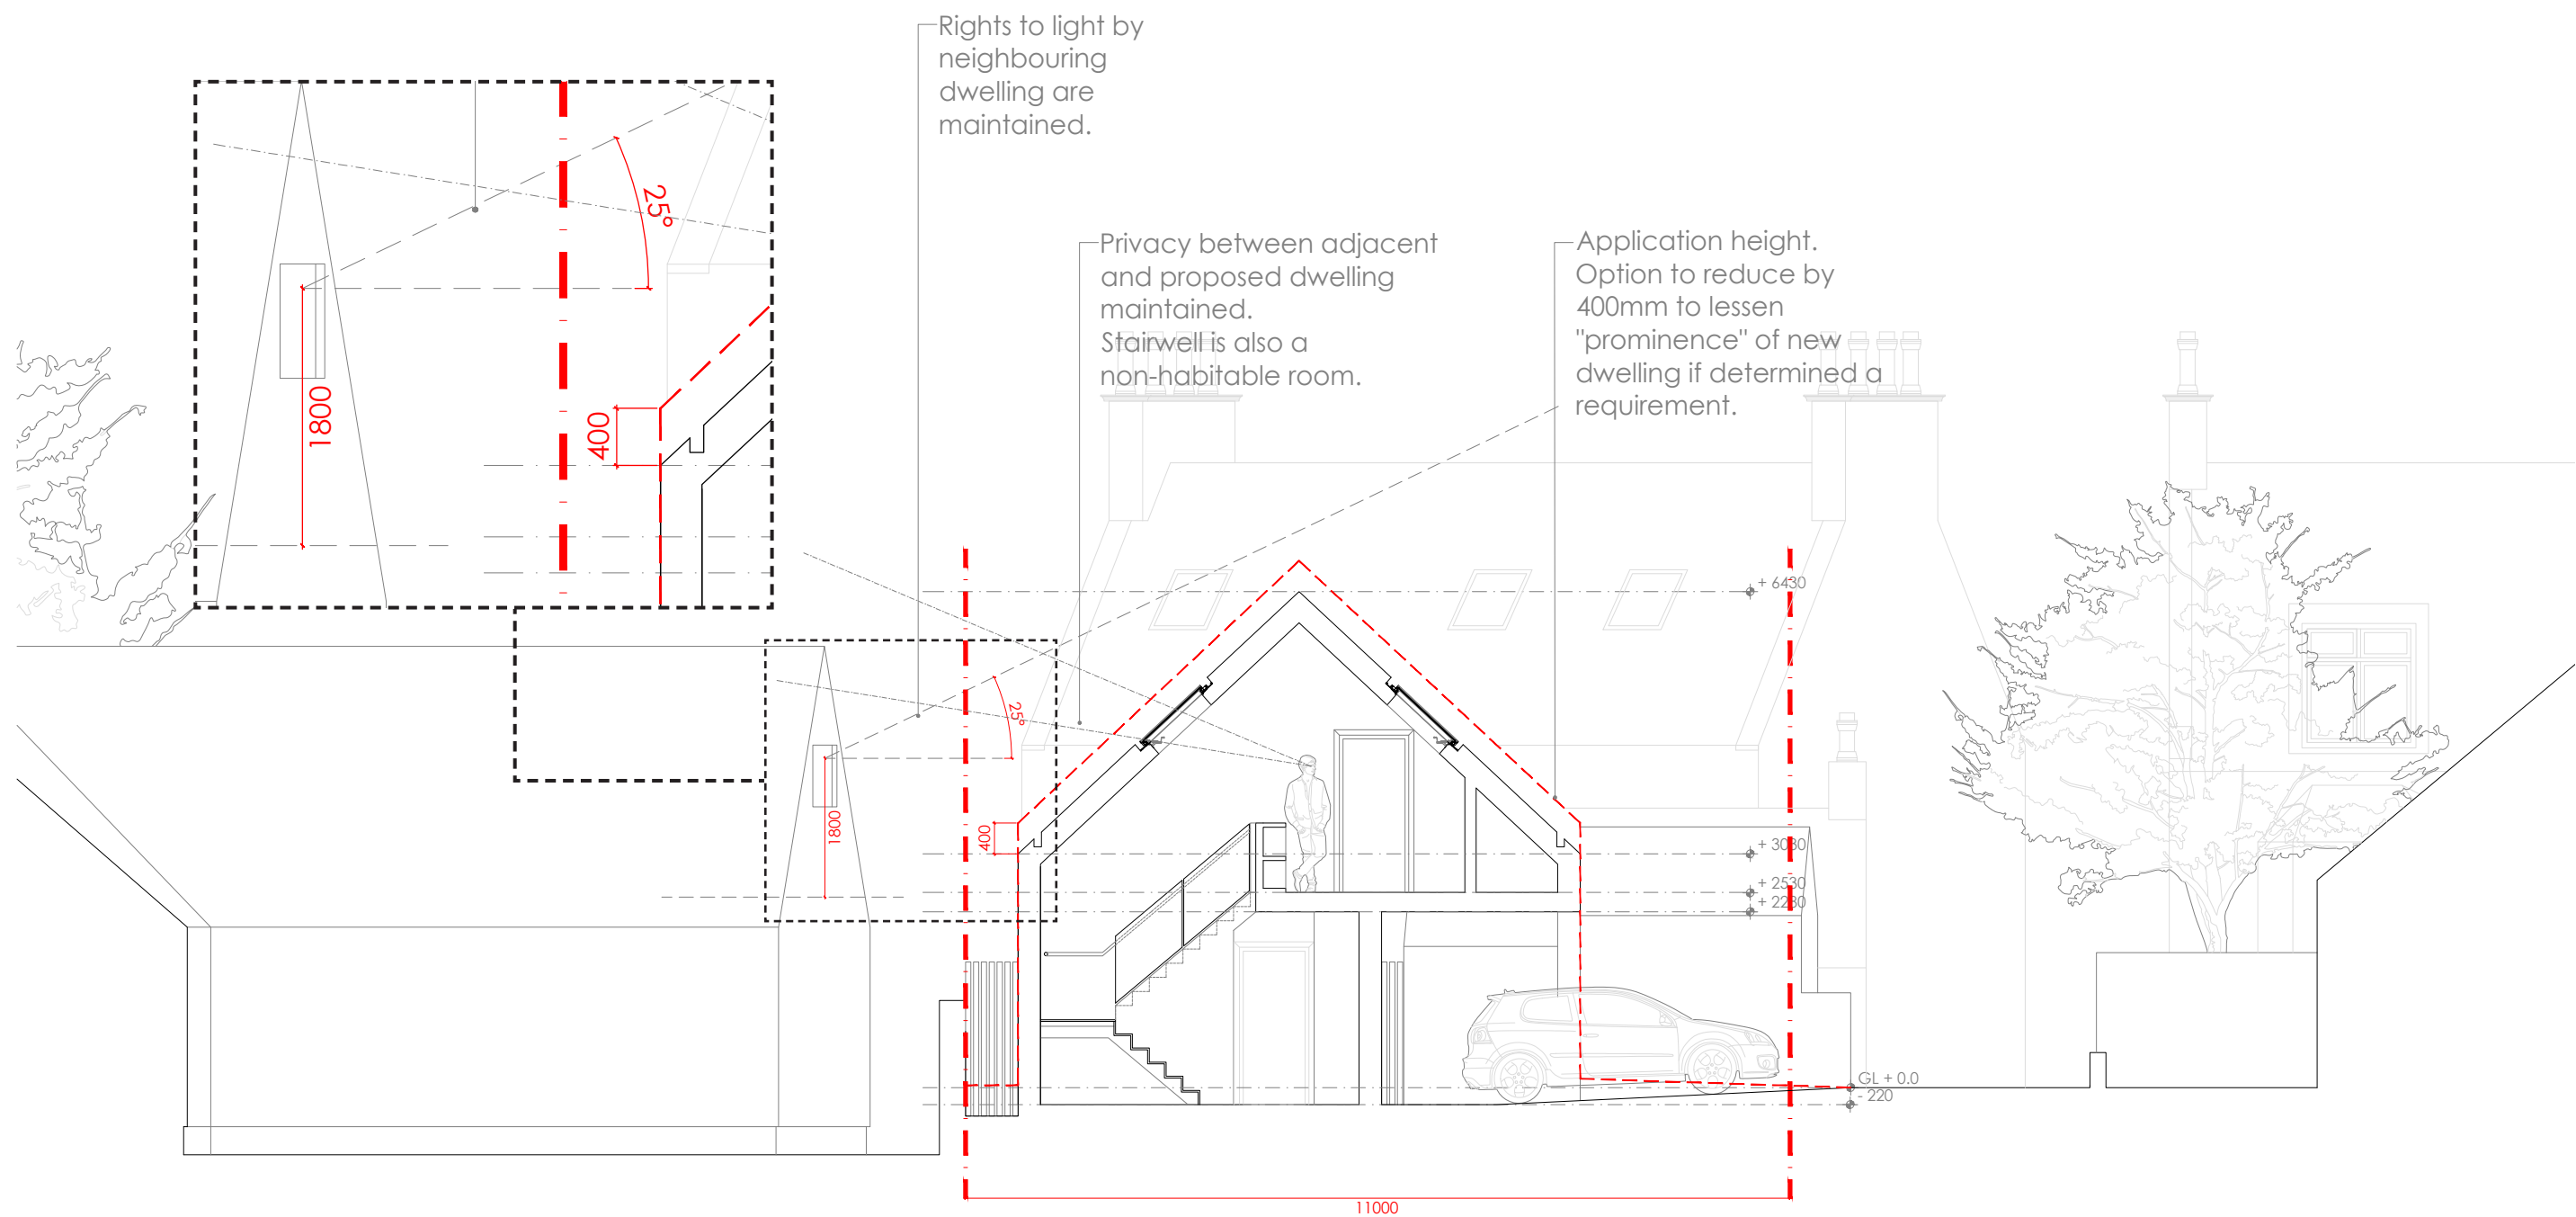 Rights to light by
neighbouring
dwelling are
maintained.
25°
1800
400
Privacy between adjacent
and proposed dwelling
maintained.
Stairwell is also a
non-habitable room.
Application height.
Option to reduce by
400mm to lessen
"prominence" of new
dwelling if determined a
requirement.
+ 6430
25°
1800
400
+ 3030
+ 2530
+ 2230
GL + 0.0
- 220
11000